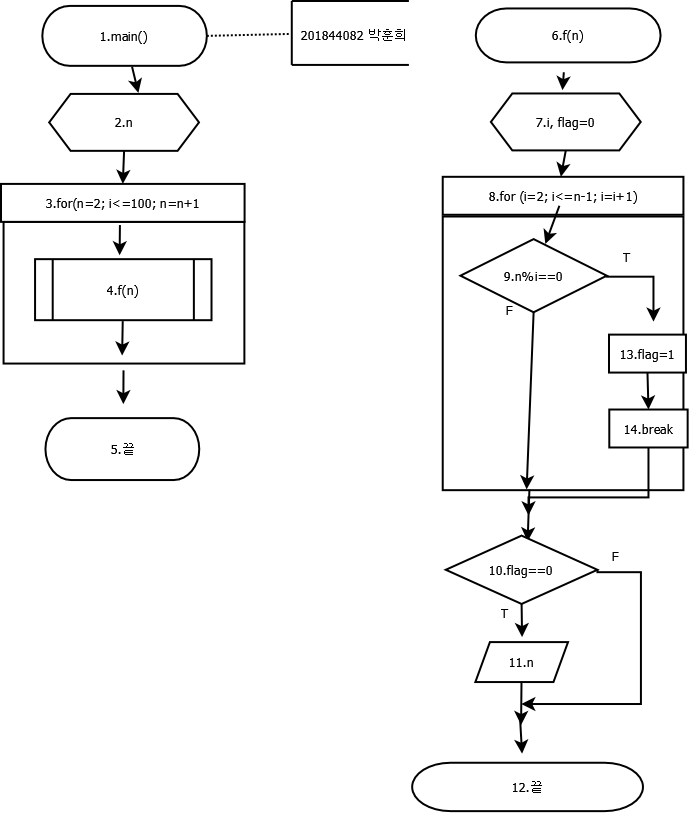 1.main()
201844082 박훈희
2.n
3.for(n=2; i<=100; n=n+1
4.f(n)
5.끝
6.f(n)
7.i, flag=0
8.for (i=2; i<=n-1; i=i+1)
9.n%i==0
T
F
13.flag=1
14.break
10.flag==0
F
T
11.n
12.끝